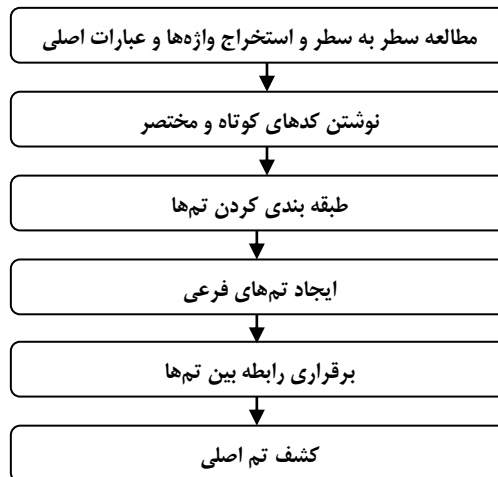 مطالعه سطر به سطر و استخراج واژه‌ها و عبارات اصلی
نوشتن کدهای کوتاه و مختصر
طبقه بندی کردن تم‌ها
ایجاد تم‌های فرعی
برقراری رابطه بین تم‌ها
کشف تم اصلی